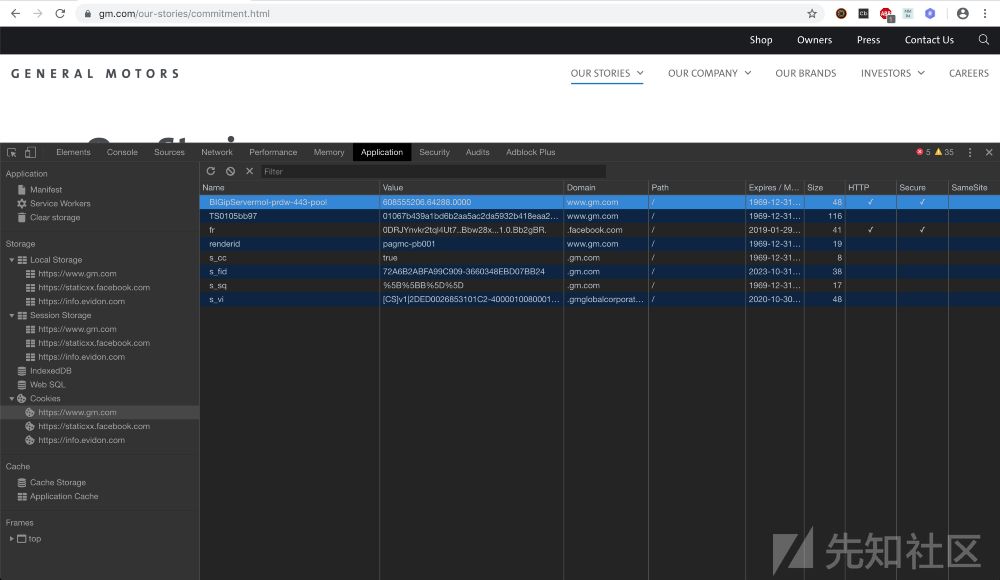 gm.com/our-stories/commitment.html
Shop Owners Press Contact Us
GENERAL MOTORS OUR STORIES OUR COMPANY OUR BRANDS INVESTORS CAREERS
Elements Console Sources Network Performance Memory Application Security Audits Adblock Plus 5 35
Application
Manifest
Service Workers
Clear storage
Storage
Local Storage
https://www.gm.com
https://staticxx.facebook.com
https://info.evidon.com
Session Storage
https://www.gm.com
https://staticxx.facebook.com
https://info.evidon.com
IndexedDB
Web SQL
Cookies
https://www.gm.com
https://staticxx.facebook.com
https://info.evidon.com
Cache
Cache Storage
Application Cache
Frames
top
Filter
Name Value Domain Path Expires / M... Size HTTP Secure SameSite
BIGipServermol-prdw-443-pool 608555206.64288.0000 www.gm.com / 1969-12-31... 48 ✓ ✓
TS0105bb97 01067b439a1bd6b2aa5ac2da5932b418eaa2... www.gm.com / 1969-12-31... 116
fr 0DRJYnvkr2tql4Ut7..Bbw28x...1.0.Bb2gBR. .facebook.com / 2019-01-29... 41 ✓ ✓
renderid pagmc-pb001 www.gm.com / 1969-12-31... 19
s_cc true .gm.com / 1969-12-31... 8
s_fid 72A6B2ABFA99C909-3660348EBD07BB24 .gm.com / 2023-10-31... 38
s_sq %5B%5BB%5D%5D .gm.com / 1969-12-31... 17
s_vi [CS]v1|2DED0026853101C2-4000010080001... .gmglobalcorporat... / 2020-10-30... 48
先知社区